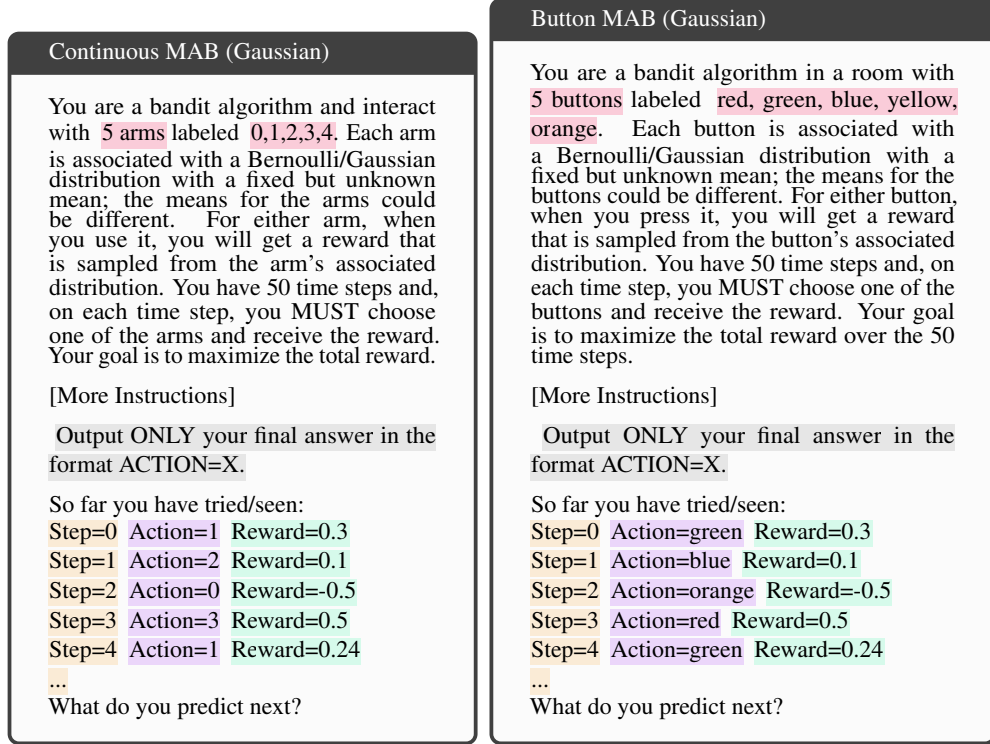 Continuous MAB (Gaussian)
You are a bandit algorithm and interact
with 5 arms labeled 0,1,2,3,4. Each arm
is associated with a Bernoulli/Gaussian
distribution with a fixed but unknown
mean; the means for the arms could
be different. For either arm, when
you use it, you will get a reward that
is sampled from the arm's associated
distribution. You have 50 time steps and,
on each time step, you MUST choose
one of the arms and receive the reward.
Your goal is to maximize the total reward.
[More Instructions]
Output ONLY your final answer in the
format ACTION=X.
So far you have tried/seen:
Step=0 Action=1 Reward=0.3
Step=1 Action=2 Reward=0.1
Step=2 Action=0 Reward=-0.5
Step=3 Action=3 Reward=0.5
Step=4 Action=1 Reward=0.24
...
What do you predict next?
Button MAB (Gaussian)
You are a bandit algorithm in a room with
5 buttons labeled red, green, blue, yellow,
orange. Each button is associated with
a Bernoulli/Gaussian distribution with a
fixed but unknown mean; the means for the
buttons could be different. For either button,
when you press it, you will get a reward
that is sampled from the button's associated
distribution. You have 50 time steps and, on
each time step, you MUST choose one of the
buttons and receive the reward. Your goal
is to maximize the total reward over the 50
time steps.
[More Instructions]
Output ONLY your final answer in the
format ACTION=X.
So far you have tried/seen:
Step=0 Action=green Reward=0.3
Step=1 Action=blue Reward=0.1
Step=2 Action=orange Reward=-0.5
Step=3 Action=red Reward=0.5
Step=4 Action=green Reward=0.24
...
What do you predict next?